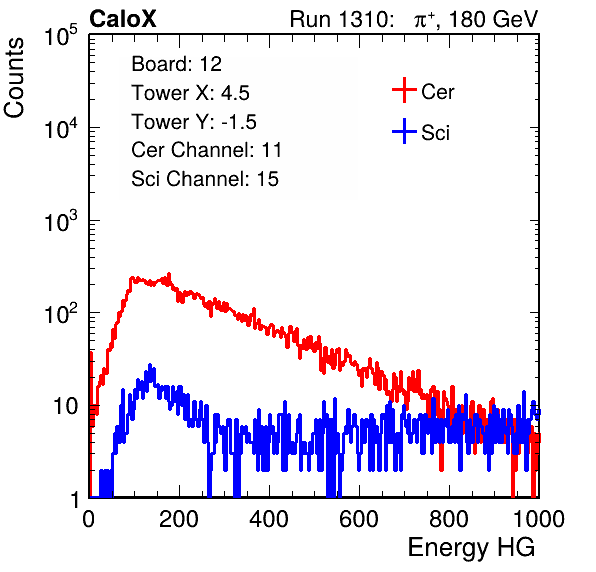 CaloX Run 1310: π⁺, 180 GeV
Counts
10⁵
10⁴
10³
10²
10
1
Board: 12
Tower X: 4.5
Tower Y: -1.5
Cer Channel: 11
Sci Channel: 15
Cer
Sci
0 200 400 600 800 1000
Energy HG